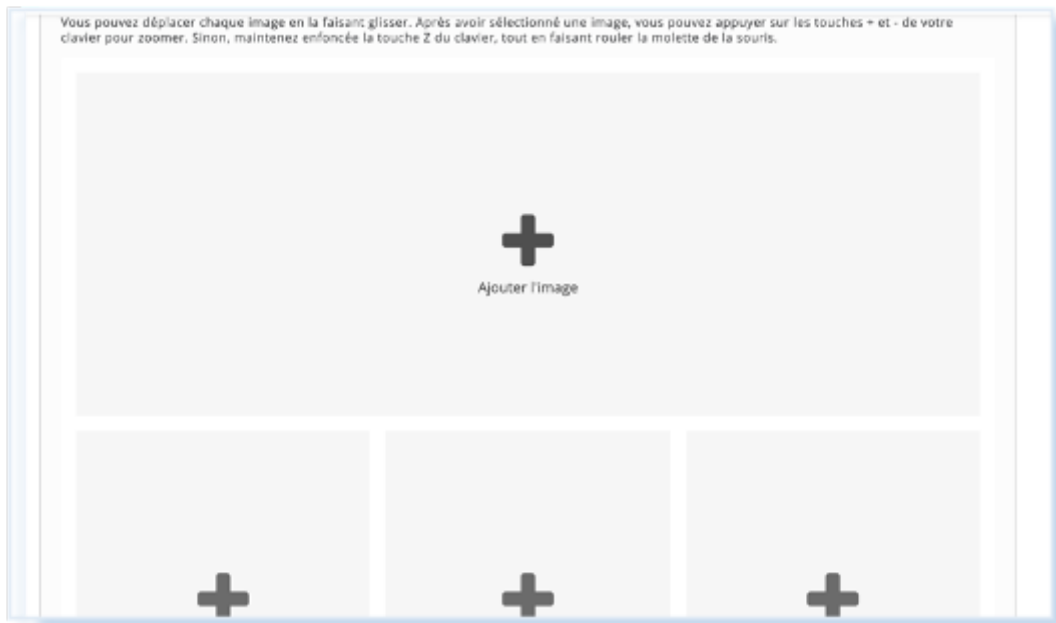 Vous pouvez déplacer chaque image en la faisant glisser. Après avoir sélectionné une image, vous pouvez appuyer sur les touches + et - de votre
clavier pour zoomer. Sinon, maintenez enfoncée la touche Z du clavier, tout en faisant rouler la molette de la souris.
Ajouter l'image